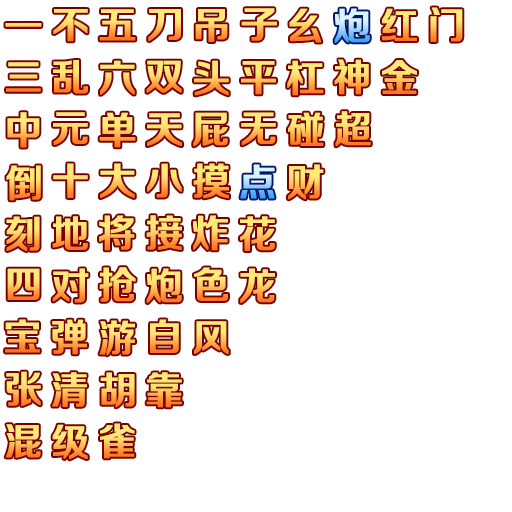 一不五刀吊子幺炮红门
三乱六双头平杠神金
中元单天屁无碰超
倒十大小摸点财
刻地将接炸花
四对抢炮色龙
宝弹游自风
张清胡靠
混级雀